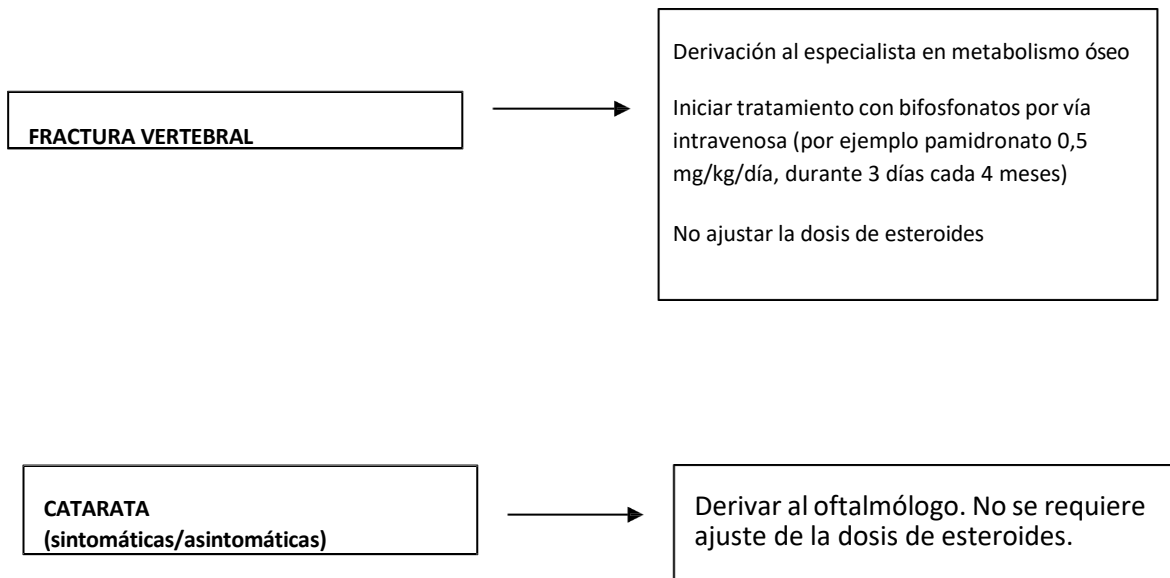 FRACTURA VERTEBRAL
Derivación al especialista en metabolismo óseo
Iniciar tratamiento con bifosfonatos por vía
intravenosa (por ejemplo pamidronato 0,5
mg/kg/día, durante 3 días cada 4 meses)
No ajustar la dosis de esteroides
CATARATA
(sintomáticas/asintomáticas)
Derivar al oftalmólogo. No se requiere
ajuste de la dosis de esteroides.